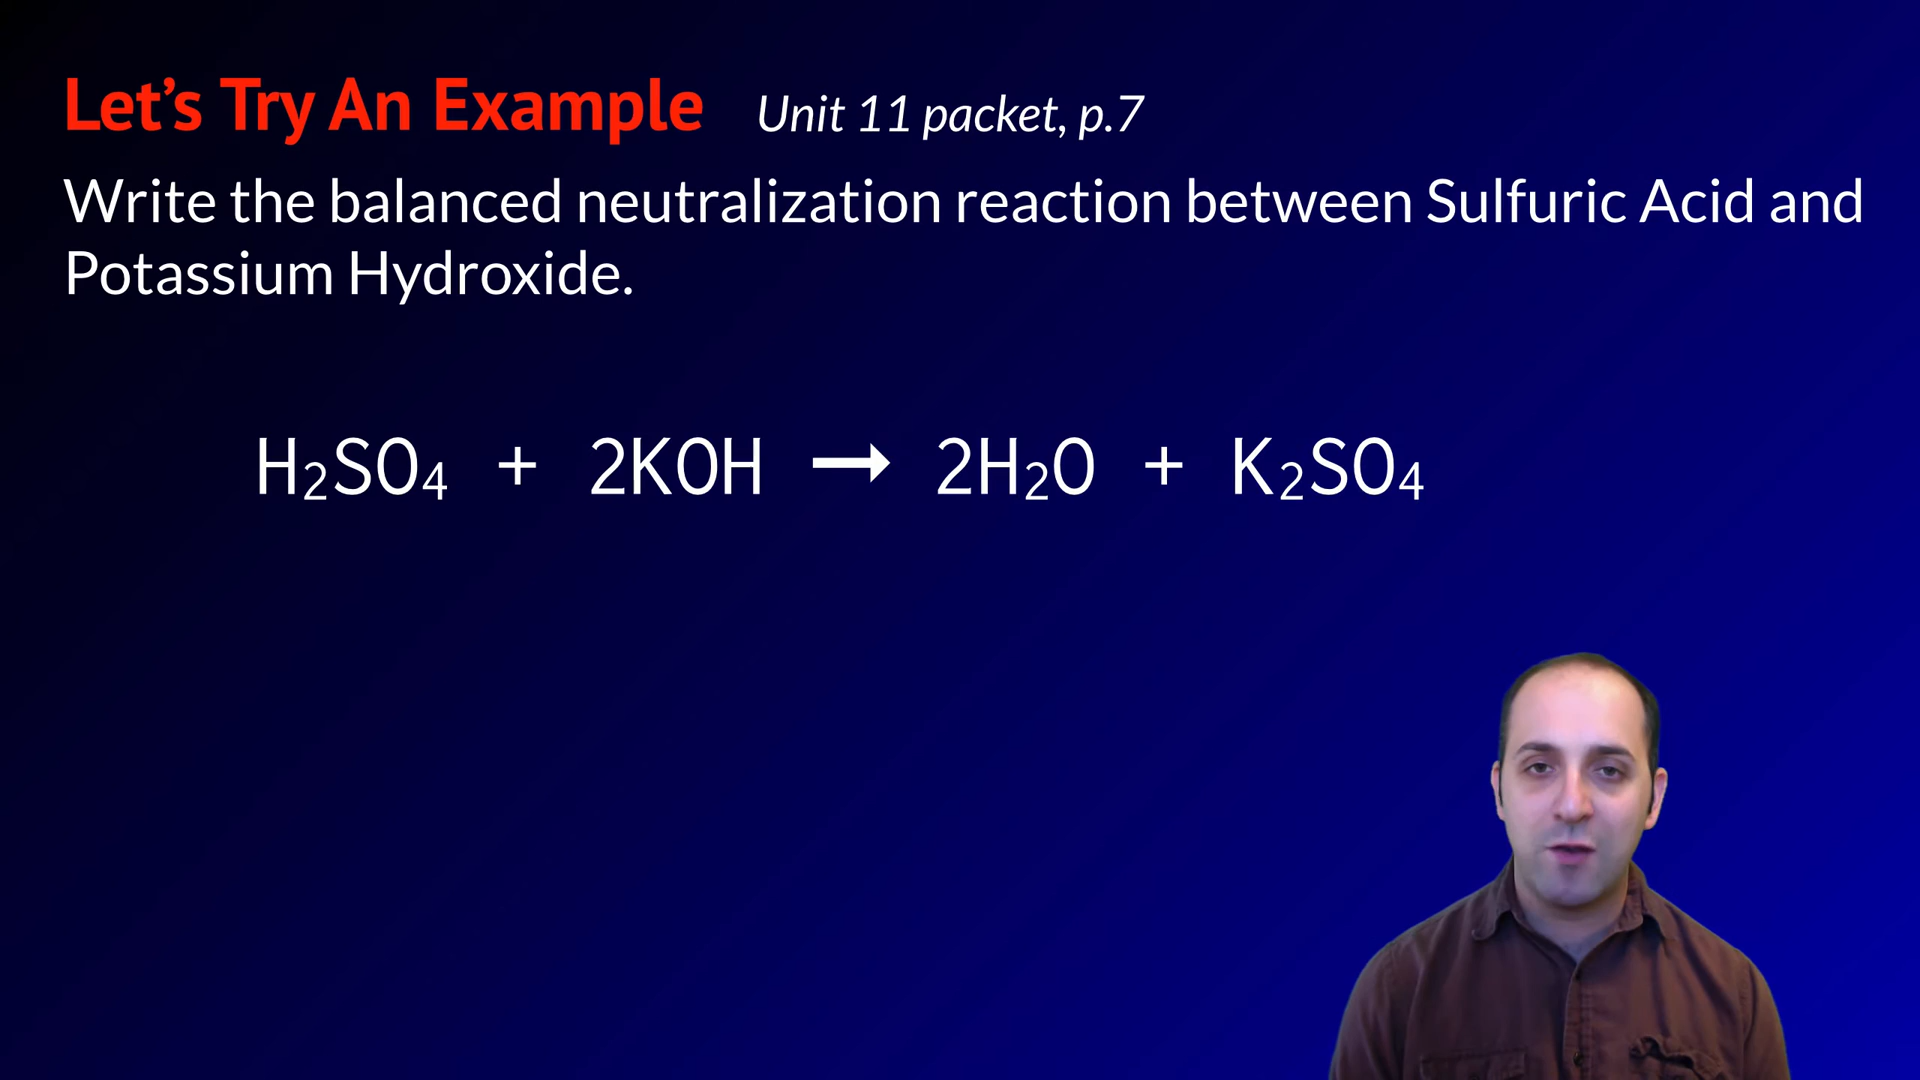 Let's Try An Example Unit 11 packet, p.7
Write the balanced neutralization reaction between Sulfuric Acid and
Potassium Hydroxide.
H₂SO₄ + 2KOH → 2H₂O + K₂SO₄